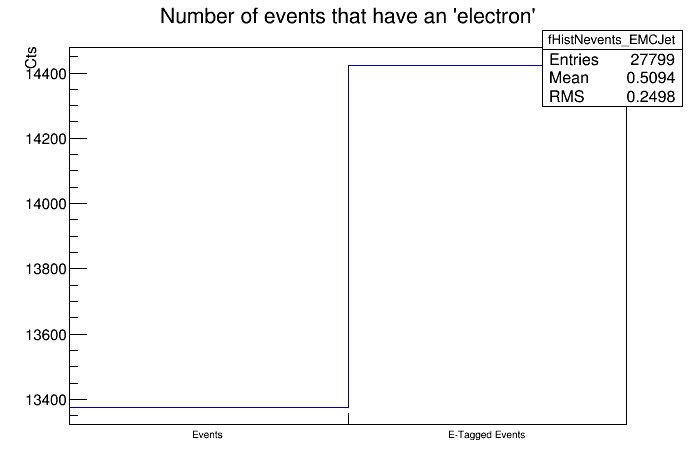 Number of events that have an 'electron'
fHistNevents_EMCJet
Entries 27799
Mean 0.5094
RMS 0.2498
Cts
14400
14200
14000
13800
13600
13400
Events
E-Tagged Events